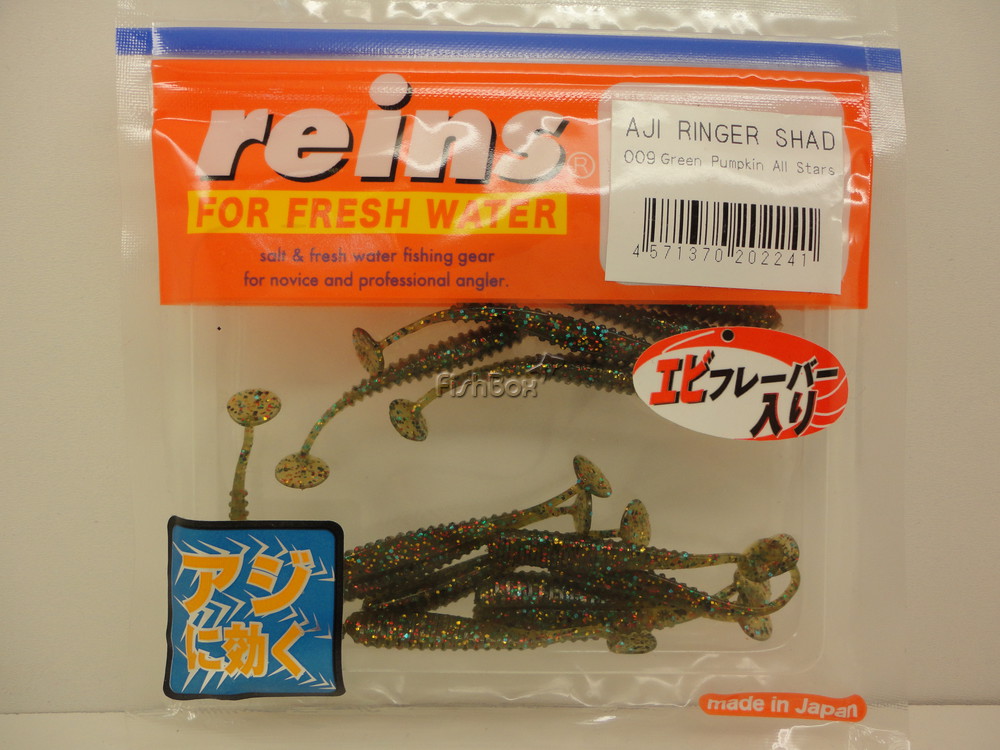 reins®
FOR FRESH WATER
salt & fresh water fishing gear
for novice and professional angler.
AJI RINGER SHAD
009 Green Pumpkin All Stars
4 571370 202241
エビフレーバー
入り
FishBox
アジ
に効く
made in Japan